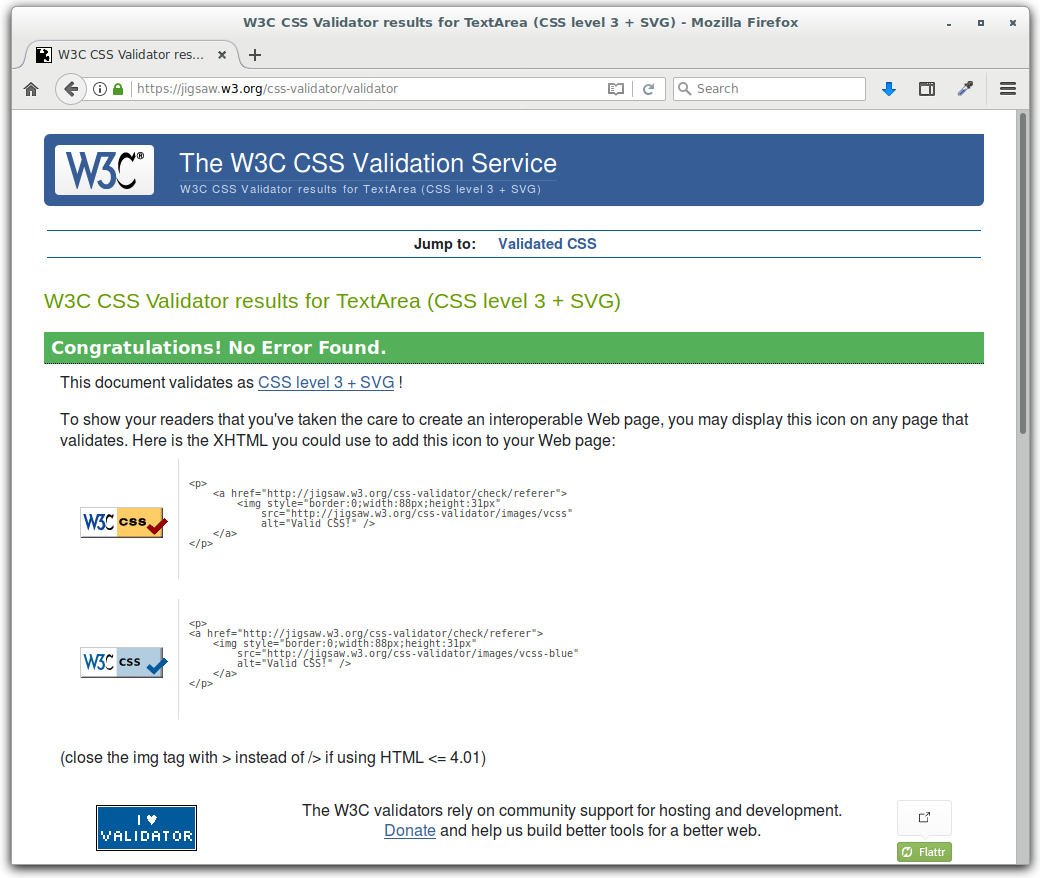 W3C CSS Validator results for TextArea (CSS level 3 + SVG) - Mozilla Firefox
W3C CSS Validator res...
https://jigsaw.w3.org/css-validator/validator
Search
W3C®
The W3C CSS Validation Service
W3C CSS Validator results for TextArea (CSS level 3 + SVG)
Jump to: Validated CSS
W3C CSS Validator results for TextArea (CSS level 3 + SVG)
Congratulations! No Error Found.
This document validates as CSS level 3 + SVG !
To show your readers that you've taken the care to create an interoperable Web page, you may display this icon on any page that
validates. Here is the XHTML you could use to add this icon to your Web page:
W3C css
<p>
    <a href="http://jigsaw.w3.org/css-validator/check/referer">
        <img style="border:0;width:88px;height:31px"
            src="http://jigsaw.w3.org/css-validator/images/vcss"
            alt="Valid CSS!" />
    </a>
</p>
W3C css
<p>
<a href="http://jigsaw.w3.org/css-validator/check/referer">
    <img style="border:0;width:88px;height:31px"
        src="http://jigsaw.w3.org/css-validator/images/vcss-blue"
        alt="Valid CSS!" />
    </a>
</p>
(close the img tag with > instead of /> if using HTML <= 4.01)
I ♥
VALIDATOR
The W3C validators rely on community support for hosting and development.
Donate and help us build better tools for a better web.
Flattr